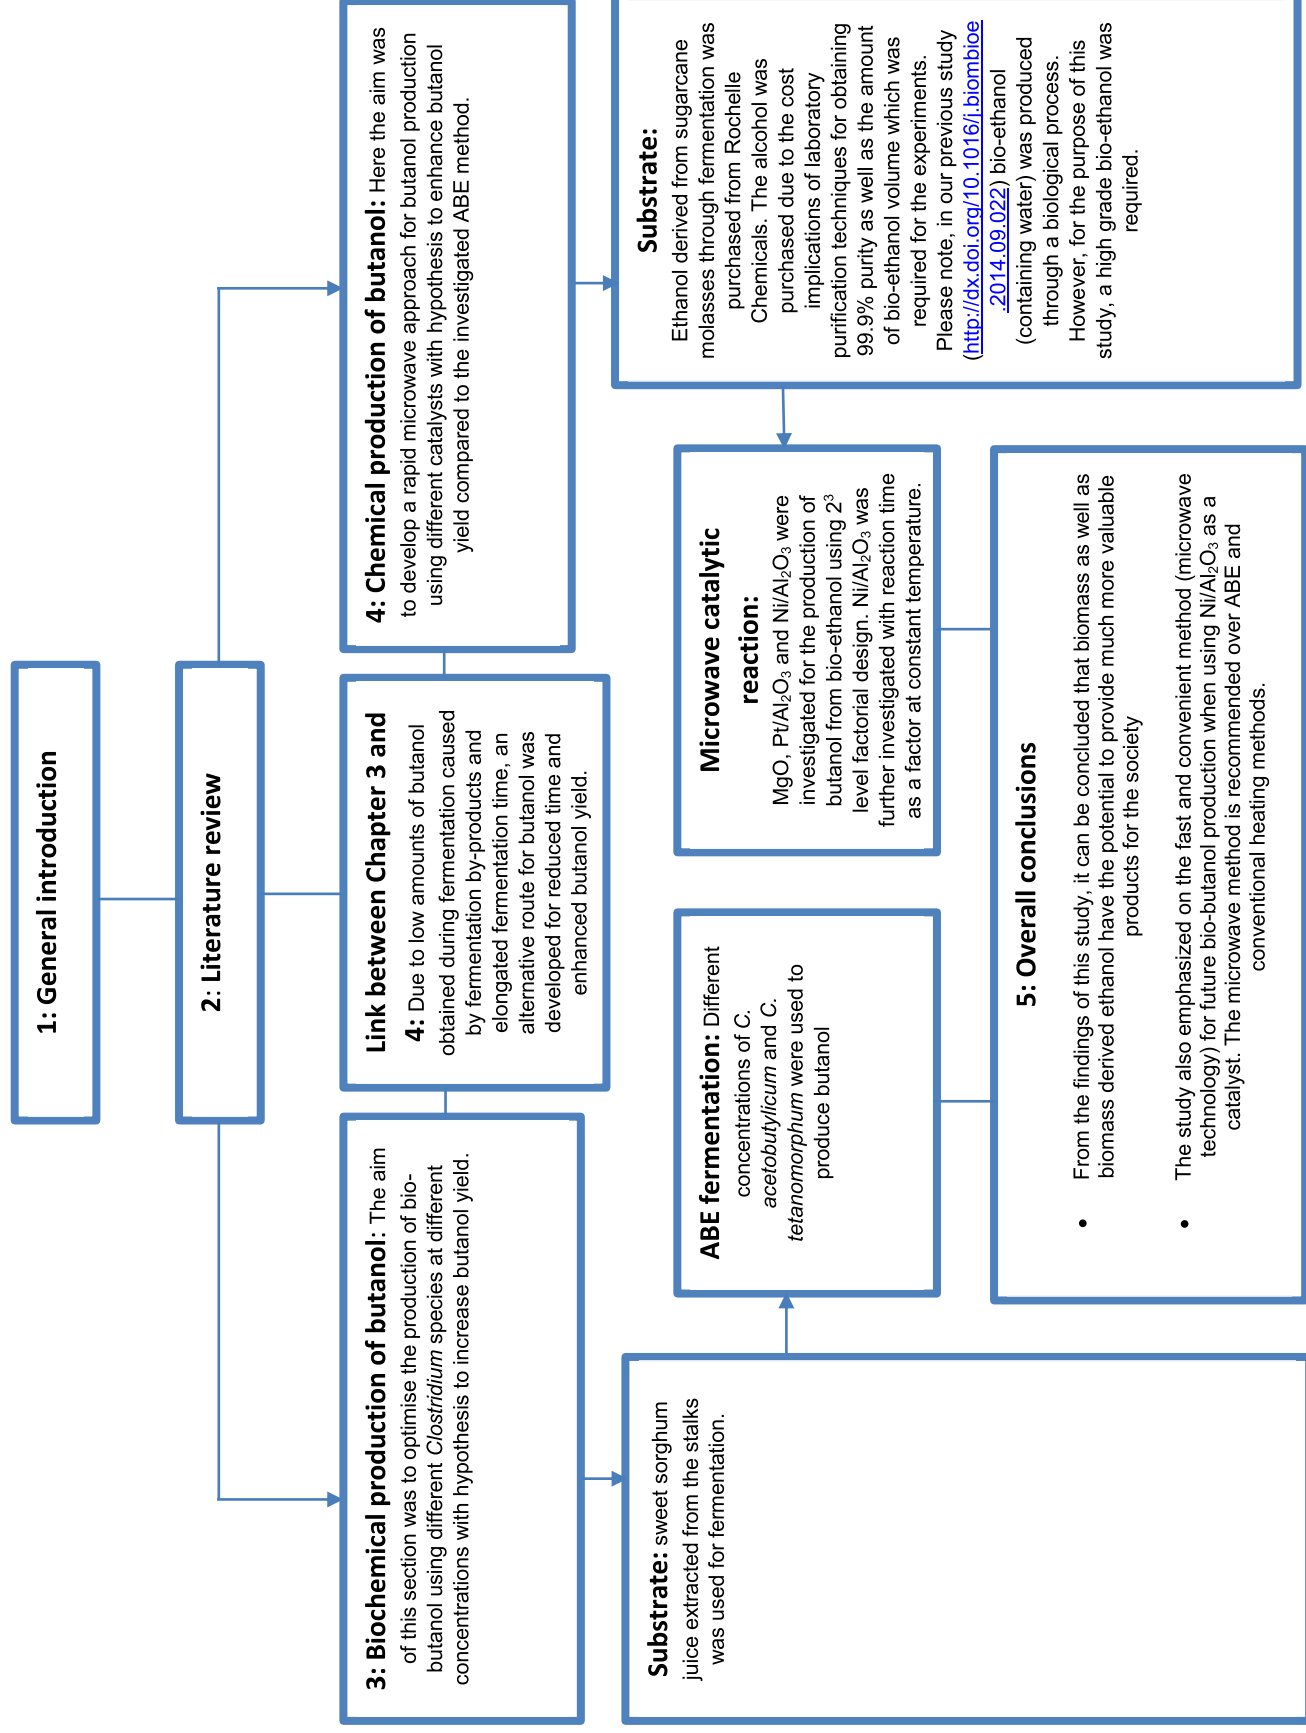 1: General introduction
2: Literature review
3: Biochemical production of butanol: The aim
of this section was to optimise the production of bio-
butanol using different Clostridium species at different
concentrations with hypothesis to increase butanol yield.
Link between Chapter 3 and
4: Due to low amounts of butanol
obtained during fermentation caused
by fermentation by-products and
elongated fermentation time, an
alternative route for butanol was
developed for reduced time and
enhanced butanol yield.
4: Chemical production of butanol: Here the aim was
to develop a rapid microwave approach for butanol production
using different catalysts with hypothesis to enhance butanol
yield compared to the investigated ABE method.
Substrate: sweet sorghum
juice extracted from the stalks
was used for fermentation.
ABE fermentation: Different
concentrations of C.
acetobutylicum and C.
tetanomorphum were used to
produce butanol
Microwave catalytic
reaction:
MgO, Pt/Al₂O₃ and Ni/Al₂O₃ were
investigated for the production of
butanol from bio-ethanol using 2³
level factorial design. Ni/Al₂O₃ was
further investigated with reaction time
as a factor at constant temperature.
Substrate:
Ethanol derived from sugarcane
molasses through fermentation was
purchased from Rochelle
Chemicals. The alcohol was
purchased due to the cost
implications of laboratory
purification techniques for obtaining
99.9% purity as well as the amount
of bio-ethanol volume which was
required for the experiments.
Please note, in our previous study
(http://dx.doi.org/10.1016/j.biombioe
.2014.09.022) bio-ethanol
(containing water) was produced
through a biological process.
However, for the purpose of this
study, a high grade bio-ethanol was
required.
5: Overall conclusions
• From the findings of this study, it can be concluded that biomass as well as
biomass derived ethanol have the potential to provide much more valuable
products for the society
• The study also emphasized on the fast and convenient method (microwave
technology) for future bio-butanol production when using Ni/Al₂O₃ as a
catalyst. The microwave method is recommended over ABE and
conventional heating methods.